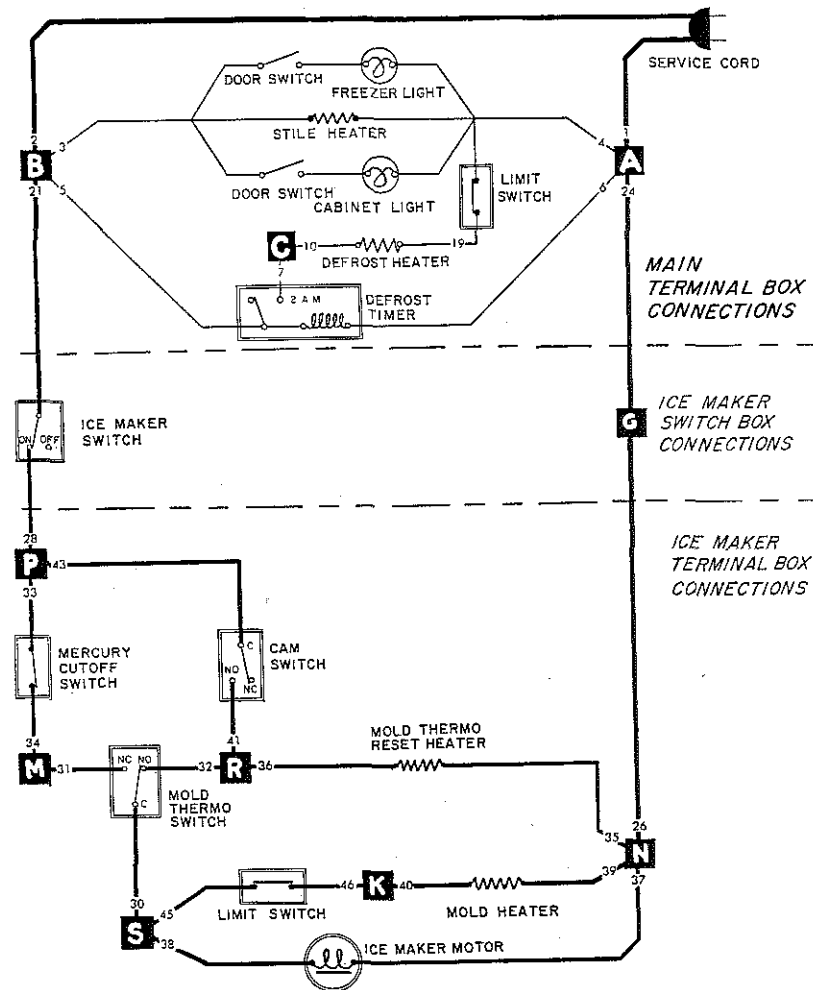 SERVICE CORD
DOOR SWITCH
FREEZER LIGHT
STILE HEATER
2
3
B
21
5
1
4
A
6
24
DOOR SWITCH
CABINET LIGHT
LIMIT
SWITCH
C
10
19
DEFROST HEATER
7
2 AM
DEFROST
TIMER
MAIN
TERMINAL BOX
CONNECTIONS
ON
OFF
ICE MAKER
SWITCH
G
ICE MAKER
SWITCH BOX
CONNECTIONS
28
P
43
33
ICE MAKER
TERMINAL BOX
CONNECTIONS
MERCURY
CUTOFF
SWITCH
C
NO
NC
CAM
SWITCH
34
M
31
NC NO
C
MOLD
THERMO
SWITCH
41
32
R
36
MOLD THERMO
RESET HEATER
26
35
N
39
37
30
S
45
38
LIMIT SWITCH
46
K
40
MOLD HEATER
ICE MAKER MOTOR